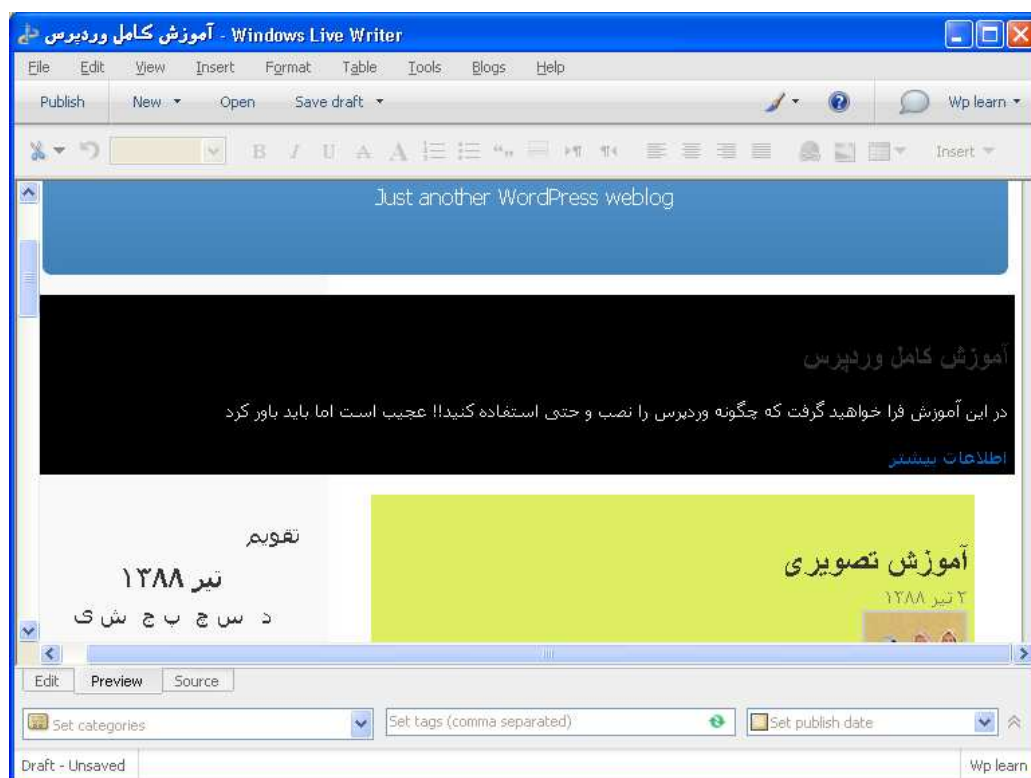 آموزش کامل وردپرس - Windows Live Writer
File Edit View Insert Format Table Tools Blogs Help
Publish New Open Save draft Wp learn
B I U A A Insert
Just another WordPress weblog
آموزش کامل وردپرس
در این آموزش فرا خواهید گرفت که چگونه وردپرس را نصب و حتی استفاده کنید!! عجیب است اما باید باور کرد
اطلاعات بیشتر
تقویم
تیر ۱۳۸۸
د س چ پ ج ش ی
آموزش تصویری
۲ تیر ۱۳۸۸
Edit Preview Source
Set categories Set tags (comma separated) Set publish date
Draft - Unsaved Wp learn